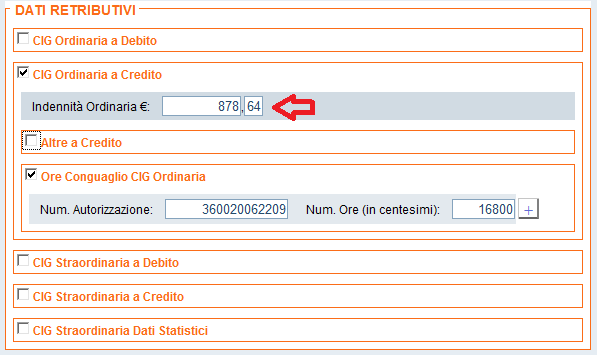 DATI RETRIBUTIVI
CIG Ordinaria a Debito
CIG Ordinaria a Credito
Indennità Ordinaria €: 878,64
Altre a Credito
Ore Conguaglio CIG Ordinaria
Num. Autorizzazione: 360020062209 Num. Ore (in centesimi): 16800 +
CIG Straordinaria a Debito
CIG Straordinaria a Credito
CIG Straordinaria Dati Statistici